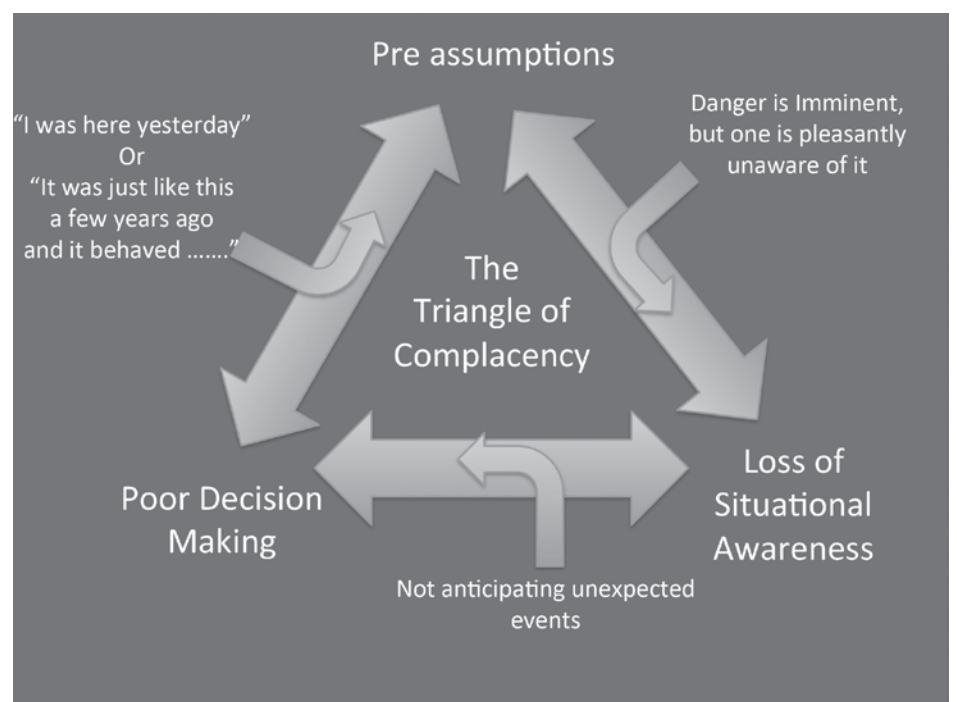 Pre assumptions
“I was here yesterday”
Or
“It was just like this
a few years ago
and it behaved …….”
Danger is Imminent,
but one is pleasantly
unaware of it
The
Triangle of
Complacency
Poor Decision
Making
Loss of
Situational
Awareness
Not anticipating unexpected
events